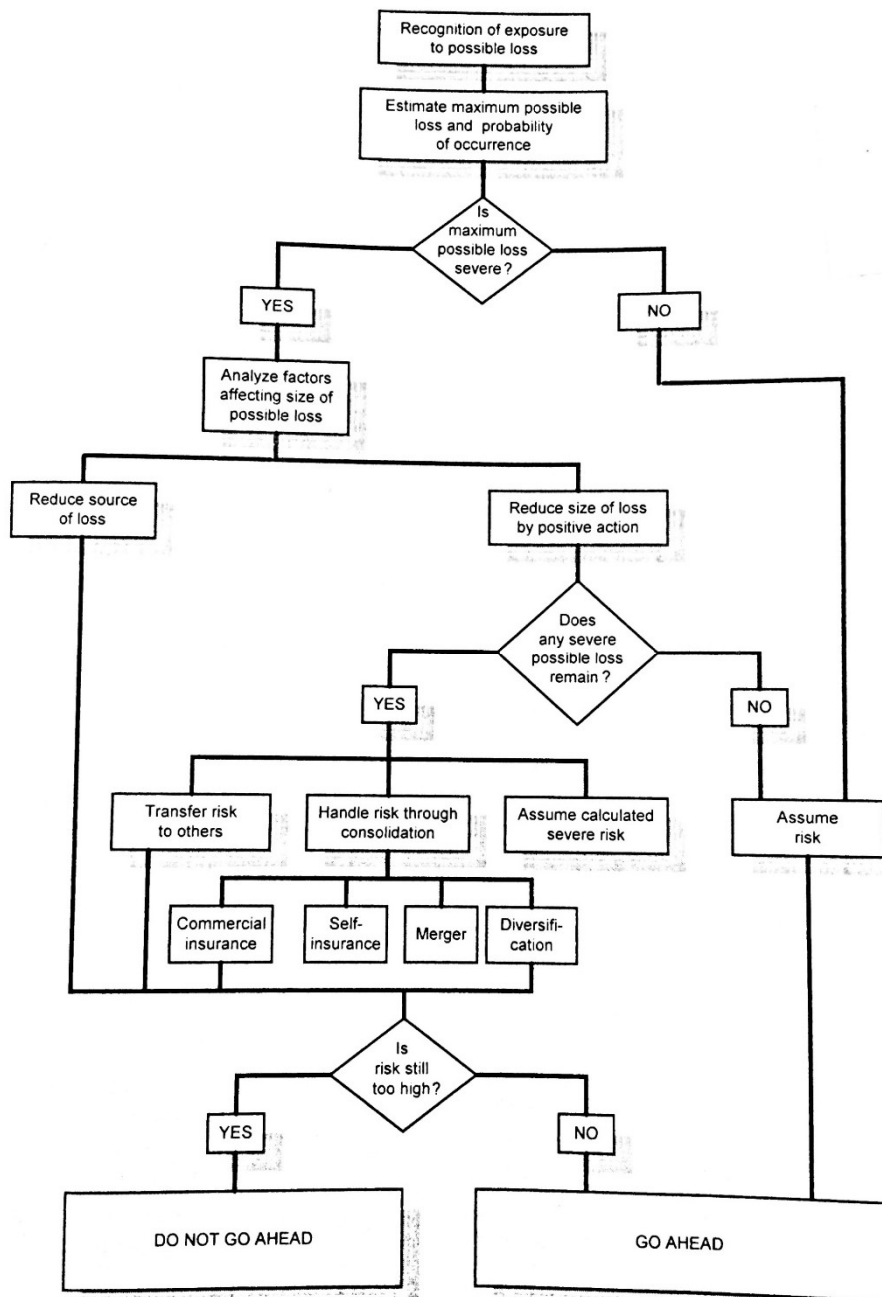 Recognition of exposure
to possible loss
Estimate maximum possible
loss and probability
of occurrence
Is
maximum
possible loss
severe?
YES
NO
Analyze factors
affecting size of
possible loss
Reduce source
of loss
Reduce size of loss
by positive action
Does
any severe
possible loss
remain?
YES
NO
Transfer risk
to others
Handle risk through
consolidation
Assume calculated
severe risk
Assume
risk
Commercial
insurance
Self-
insurance
Merger
Diversifi-
cation
Is
risk still
too high?
YES
NO
DO NOT GO AHEAD
GO AHEAD